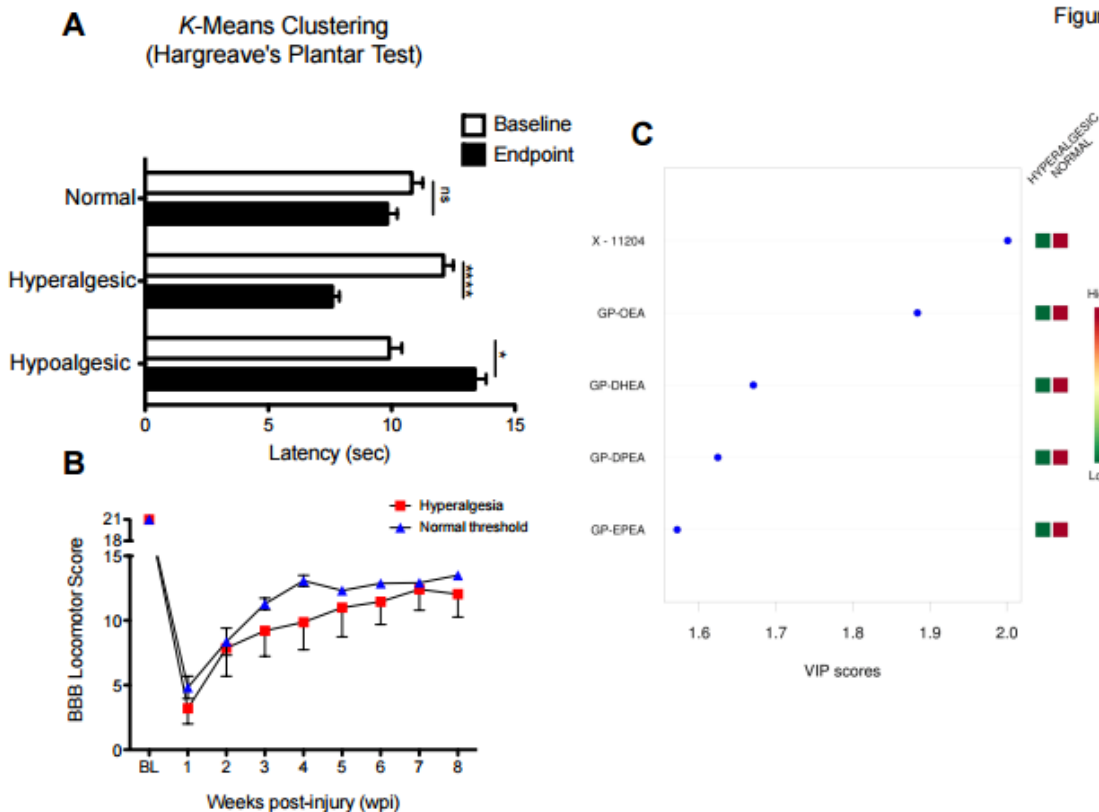 Figur
A
K-Means Clustering
(Hargreave's Plantar Test)
Baseline
Endpoint
Normal
ns
Hyperalgesic
****
Hypoalgesic
*
0 5 10 15
Latency (sec)
B
Hyperalgesia
Normal threshold
BBB Locomotor Score
21
18
15
10
5
0
BL 1 2 3 4 5 6 7 8
Weeks post-injury (wpi)
C
HYPERALGESIC
NORMAL
X - 11204
GP-OEA
GP-DHEA
GP-DPEA
GP-EPEA
1.6 1.7 1.8 1.9 2.0
VIP scores
Hi
Lo